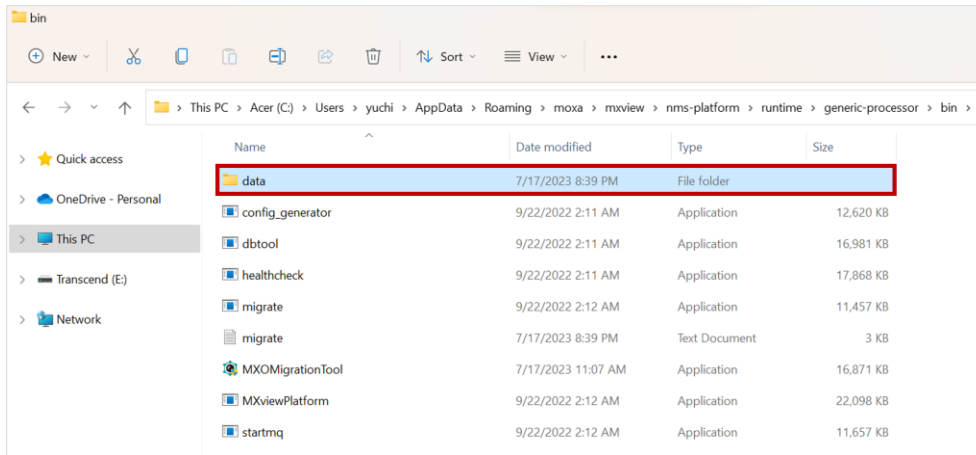 bin
New Sort View
This PC > Acer (C:) > Users > yuchi > AppData > Roaming > moxa > mxview > nms-platform > runtime > generic-processor > bin >
Name Date modified Type Size
Quick access
OneDrive - Personal
This PC
Transcend (E:)
Network
data 7/17/2023 8:39 PM File folder
config_generator 9/22/2022 2:11 AM Application 12,620 KB
dbtool 9/22/2022 2:11 AM Application 16,981 KB
healthcheck 9/22/2022 2:11 AM Application 17,868 KB
migrate 9/22/2022 2:12 AM Application 11,457 KB
migrate 7/17/2023 8:39 PM Text Document 3 KB
MXOMigrationTool 7/17/2023 11:07 AM Application 16,871 KB
MXviewPlatform 9/22/2022 2:12 AM Application 22,098 KB
startmq 9/22/2022 2:12 AM Application 11,657 KB